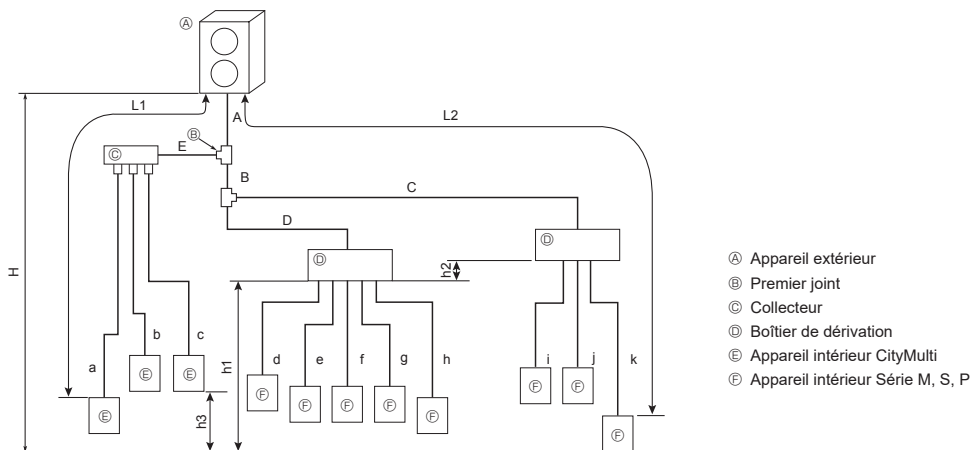 Ⓐ
L1
A
L2
Ⓑ
Ⓒ
E
B
C
D
H
Ⓓ
Ⓓ
h2
a
b
c
h1
d
e
f
g
h
i
j
k
Ⓔ
Ⓔ
Ⓔ
h3
Ⓕ
Ⓕ
Ⓕ
Ⓕ
Ⓕ
Ⓕ
Ⓕ
Ⓕ
Ⓐ Appareil extérieur
Ⓑ Premier joint
Ⓒ Collecteur
Ⓓ Boîtier de dérivation
Ⓔ Appareil intérieur CityMulti
Ⓕ Appareil intérieur Série M, S, P